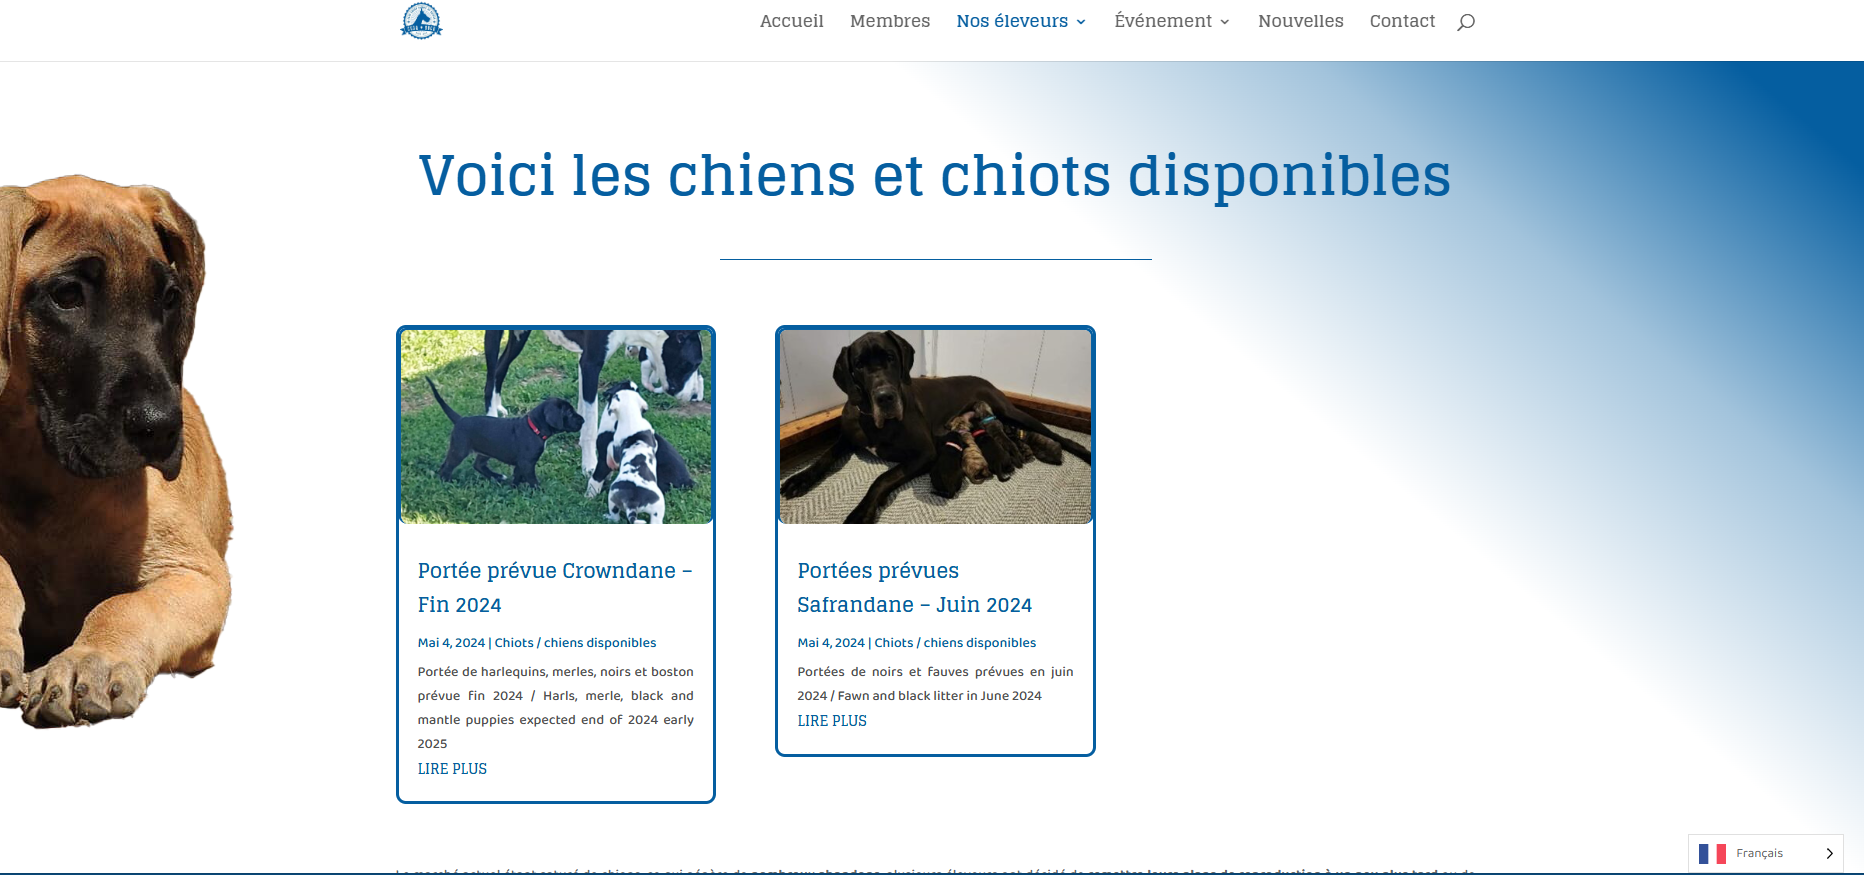 Accueil Membres Nos éleveurs Événement Nouvelles Contact
Voici les chiens et chiots disponibles
Portée prévue Crowndane –
Fin 2024
Mai 4, 2024 | Chiots / chiens disponibles
Portée de harlequins, merles, noirs et boston
prévue fin 2024 / Harls, merle, black and
mantle puppies expected end of 2024 early
2025
LIRE PLUS
Portées prévues
Safrandane – Juin 2024
Mai 4, 2024 | Chiots / chiens disponibles
Portées de noirs et fauves prévues en juin
2024 / Fawn and black litter in June 2024
LIRE PLUS
Français